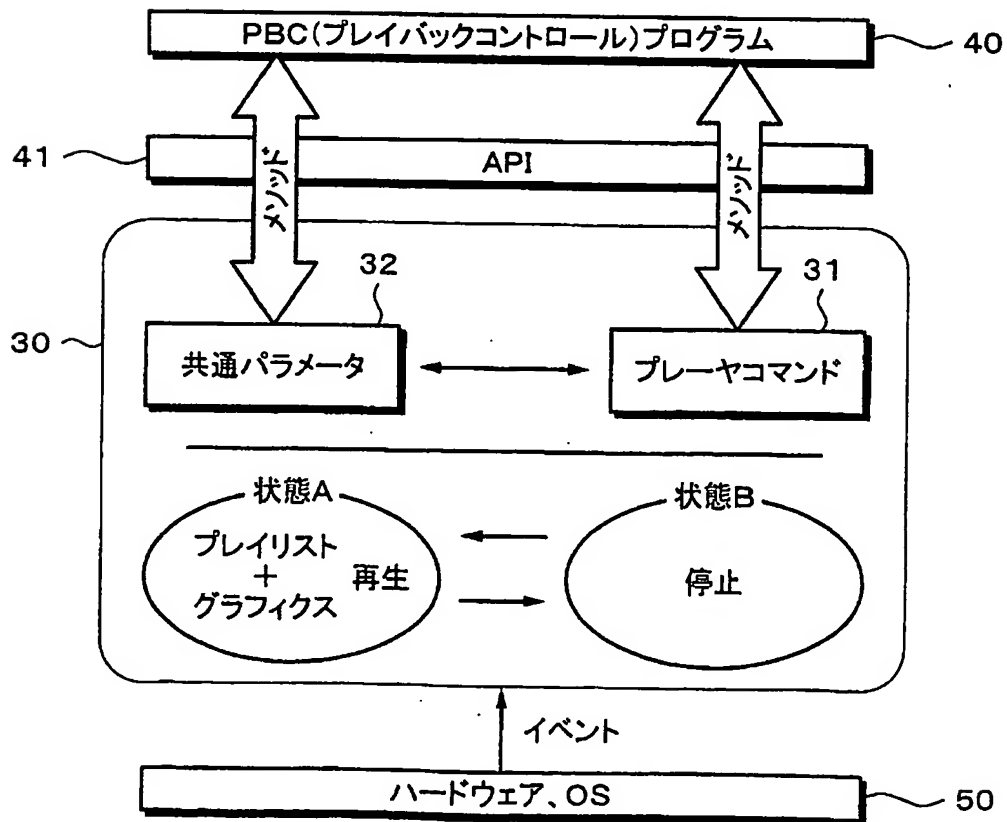 PBC(プレイバックコントロール)プログラム
40
41
API
メソッド
メソッド
32
31
30
共通パラメータ
プレーヤコマンド
状態A
状態B
プレイリスト
+
グラフィクス
再生
停止
イベント
ハードウェア、OS
50